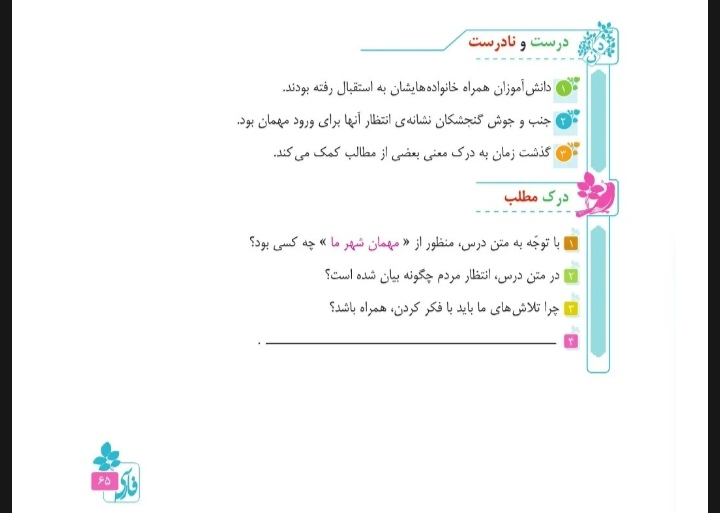 درست و نادرست
۱ دانش‌آموزان همراه خانواده‌هایشان به استقبال رفته بودند.
۲ جنب و جوش گنجشکان نشانه‌ی انتظار آنها برای ورود مهمان بود.
۳ گذشت زمان به درک معنی بعضی از مطالب کمک می‌کند.
درک مطلب
۱ با توجّه به متن درس، منظور از « مهمان شهر ما » چه کسی بود؟
۲ در متن درس، انتظار مردم چگونه بیان شده است؟
۳ چرا تلاش‌های ما باید با فکر کردن، همراه باشد؟
۴ ــــــــــــــــــــــــــــــــــــــــ .
۶۵